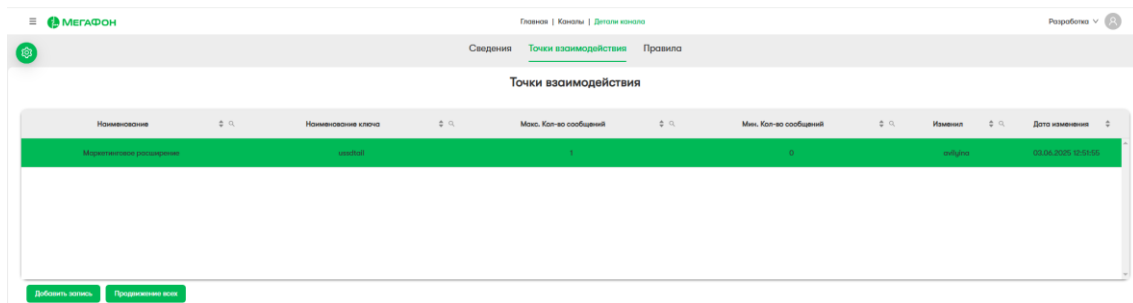 МЕГАФОН
Главная | Каналы | Детали канала
Разработка
Сведения Точки взаимодействия Правила
Точки взаимодействия
Наименование Наименование ключа Макс. Кол-во сообщений Мин. Кол-во сообщений Изменил Дата изменения
Маркетинговое расширение ussdtail 1 0 avilgina 03.06.2025 12:51:55
Добавить запись Продвижение всех